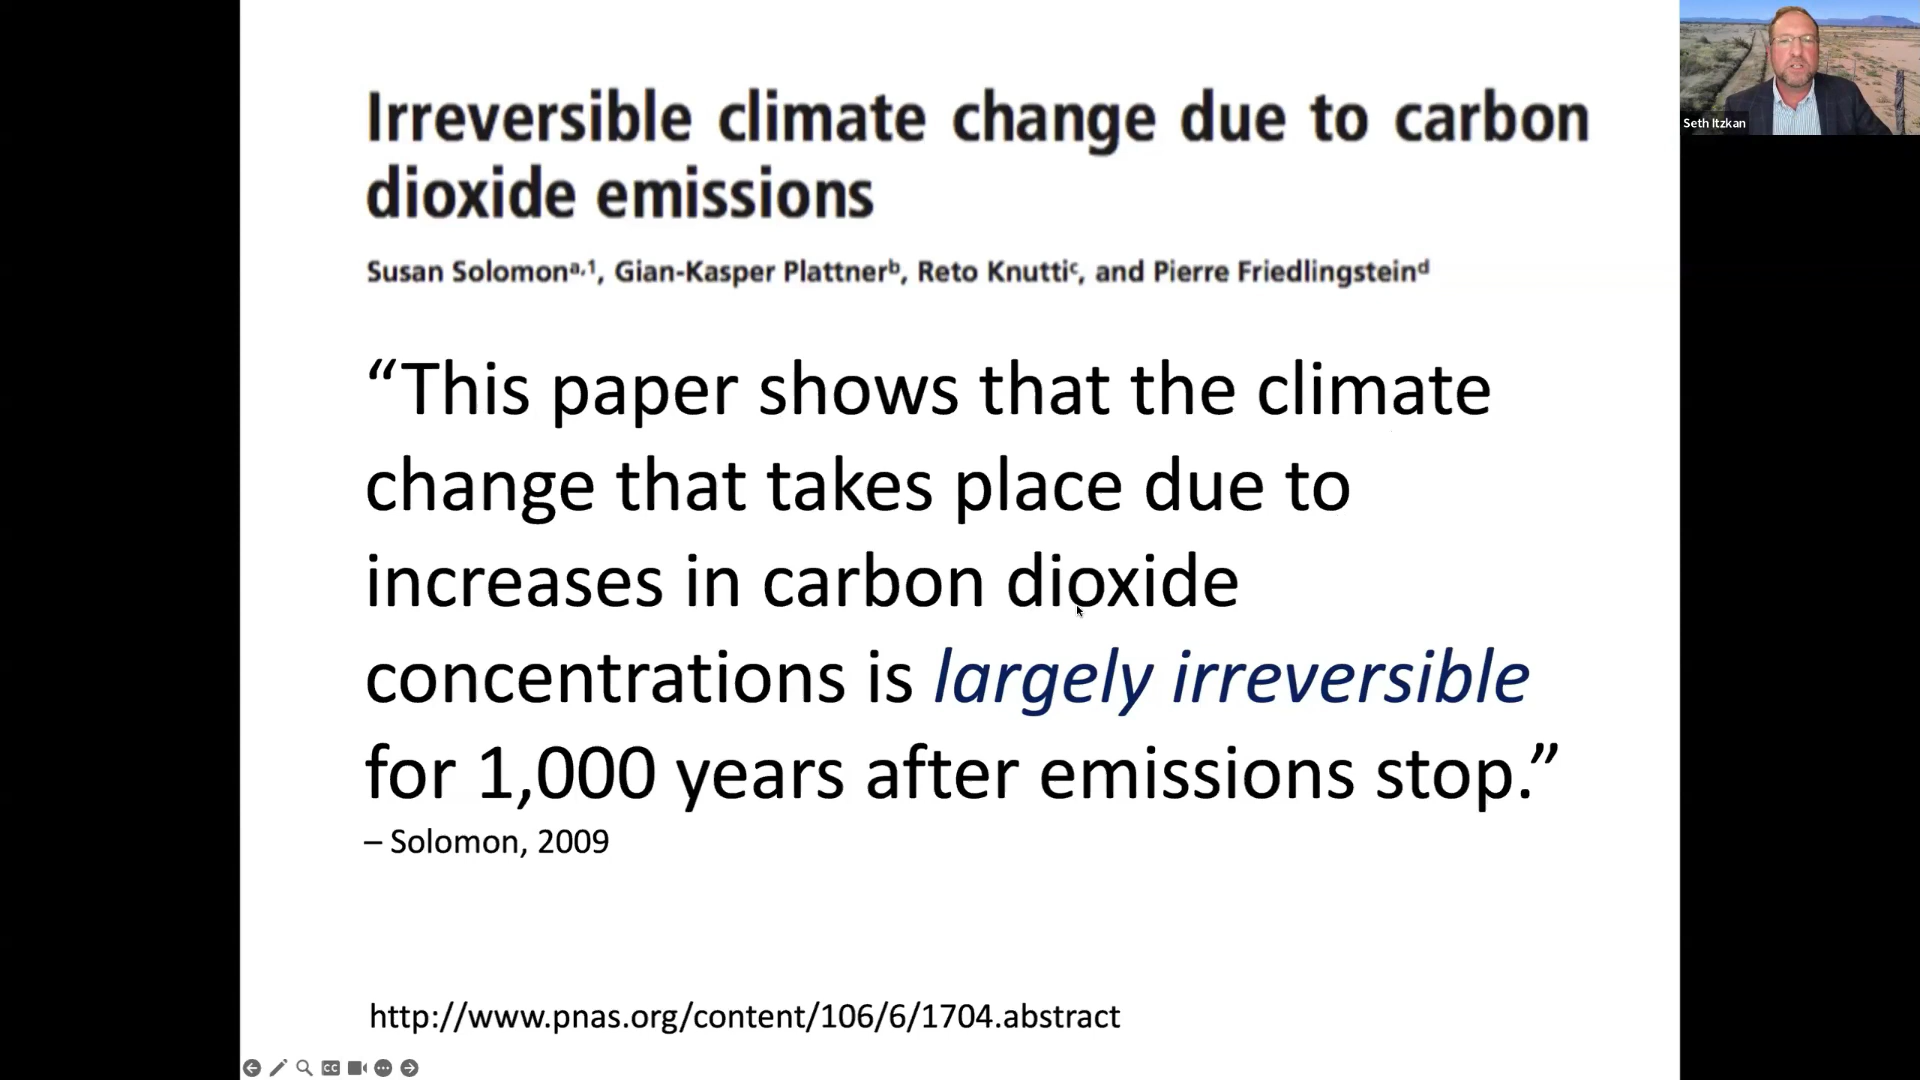 Irreversible climate change due to carbon
dioxide emissions
Susan Solomonᵃ,¹, Gian-Kasper Plattnerᵇ, Reto Knuttiᶜ, and Pierre Friedlingsteinᵈ
“This paper shows that the climate
change that takes place due to
increases in carbon dioxide
concentrations is largely irreversible
for 1,000 years after emissions stop.”
– Solomon, 2009
http://www.pnas.org/content/106/6/1704.abstract
Seth Itzkan
CC